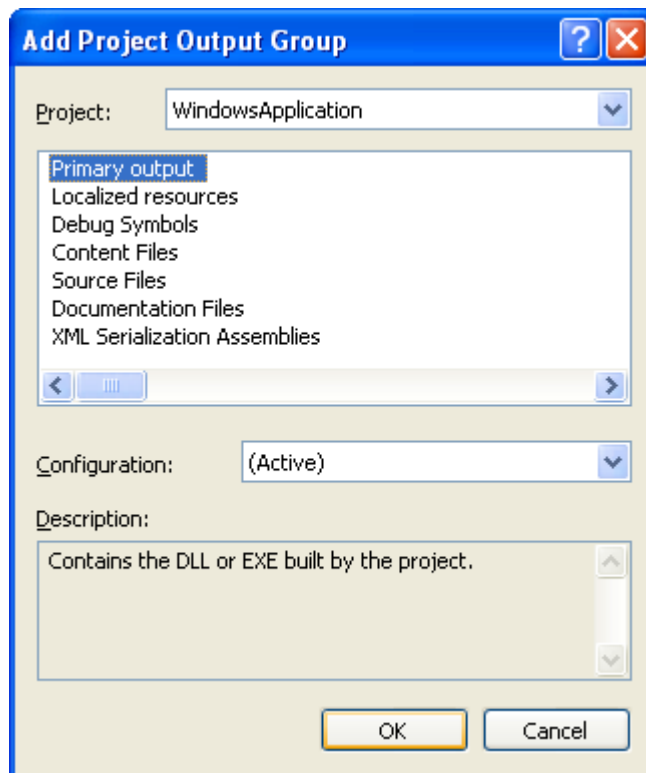 Add Project Output Group
Project: WindowsApplication
Primary output
Localized resources
Debug Symbols
Content Files
Source Files
Documentation Files
XML Serialization Assemblies
Configuration: (Active)
Description:
Contains the DLL or EXE built by the project.
OK Cancel